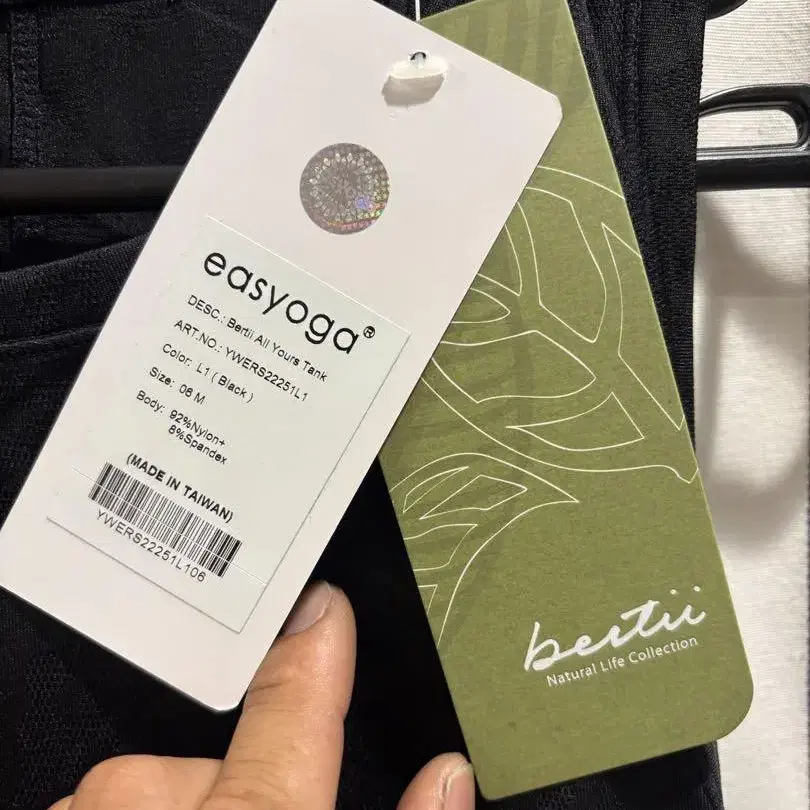 easyoga®
DESC.: Bertii All Yours Tank
ART.NO.: YWERS22251L1
Color: L1 ( Black )
Size: 06 M
Body: 92%Nylon+
8%Spandex
(MADE IN TAIWAN)
YWERS22251L106
bertii
Natural Life Collection